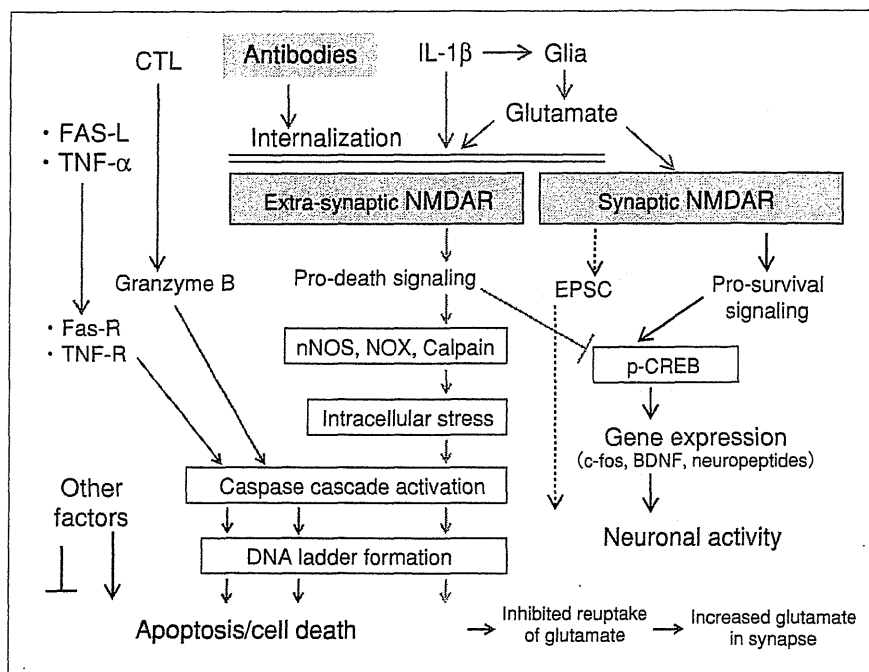 CTL
Antibodies
IL-1β
Glia
Glutamate
Internalization
・FAS-L
・TNF-α
Extra-synaptic NMDAR
Synaptic NMDAR
Granzyme B
Pro-death signaling
EPSC
Pro-survival
signaling
・Fas-R
・TNF-R
nNOS, NOX, Calpain
p-CREB
Intracellular stress
Gene expression
(c-fos, BDNF, neuropeptides)
Other
factors
Caspase cascade activation
DNA ladder formation
Neuronal activity
Apoptosis/cell death
Inhibited reuptake
of glutamate
Increased glutamate
in synapse